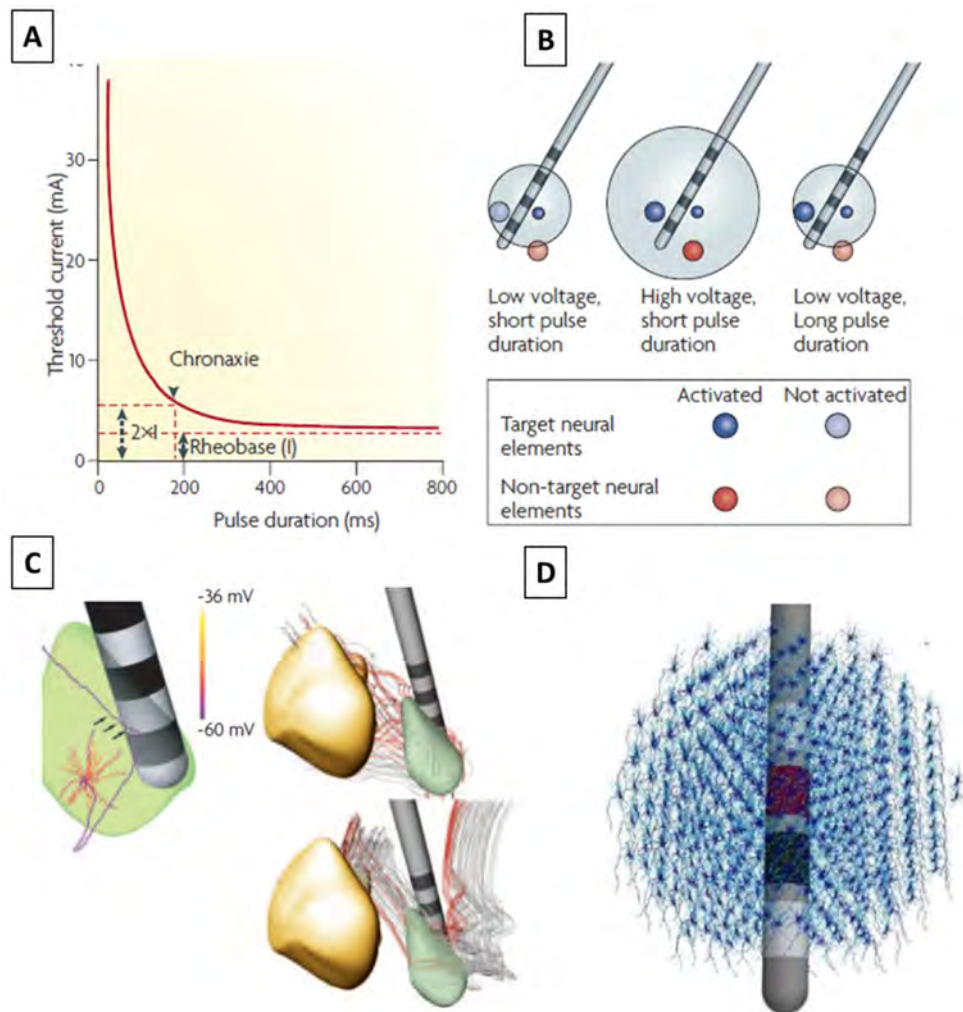 A
30
20
10
0
Threshold current (mA)
Chronaxie
2×I
Rheobase (I)
0 200 400 600 800
Pulse duration (ms)
B
Low voltage,
short pulse
duration
High voltage,
short pulse
duration
Low voltage,
Long pulse
duration
Activated Not activated
Target neural
elements
Non-target neural
elements
C
-36 mV
-60 mV
D